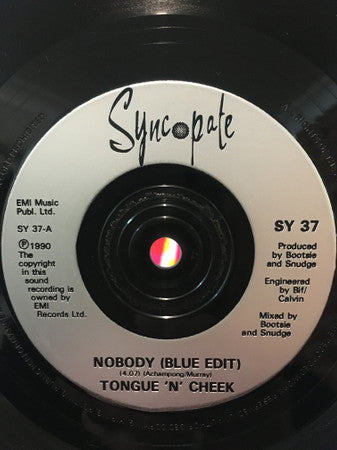 Syncopate
EMI Music
Publ. Ltd.
SY 37-A
Ⓟ1990
The
copyright
in this
sound
recording is
owned by
EMI
Records Ltd.
SY 37
Produced
by Bootsie
and Snudge
Engineered
by Bif/
Calvin
Mixed by
Bootsie
and Snudge
NOBODY (BLUE EDIT)
(4.07) (Achampong/Murray)
TONGUE 'N' CHEEK